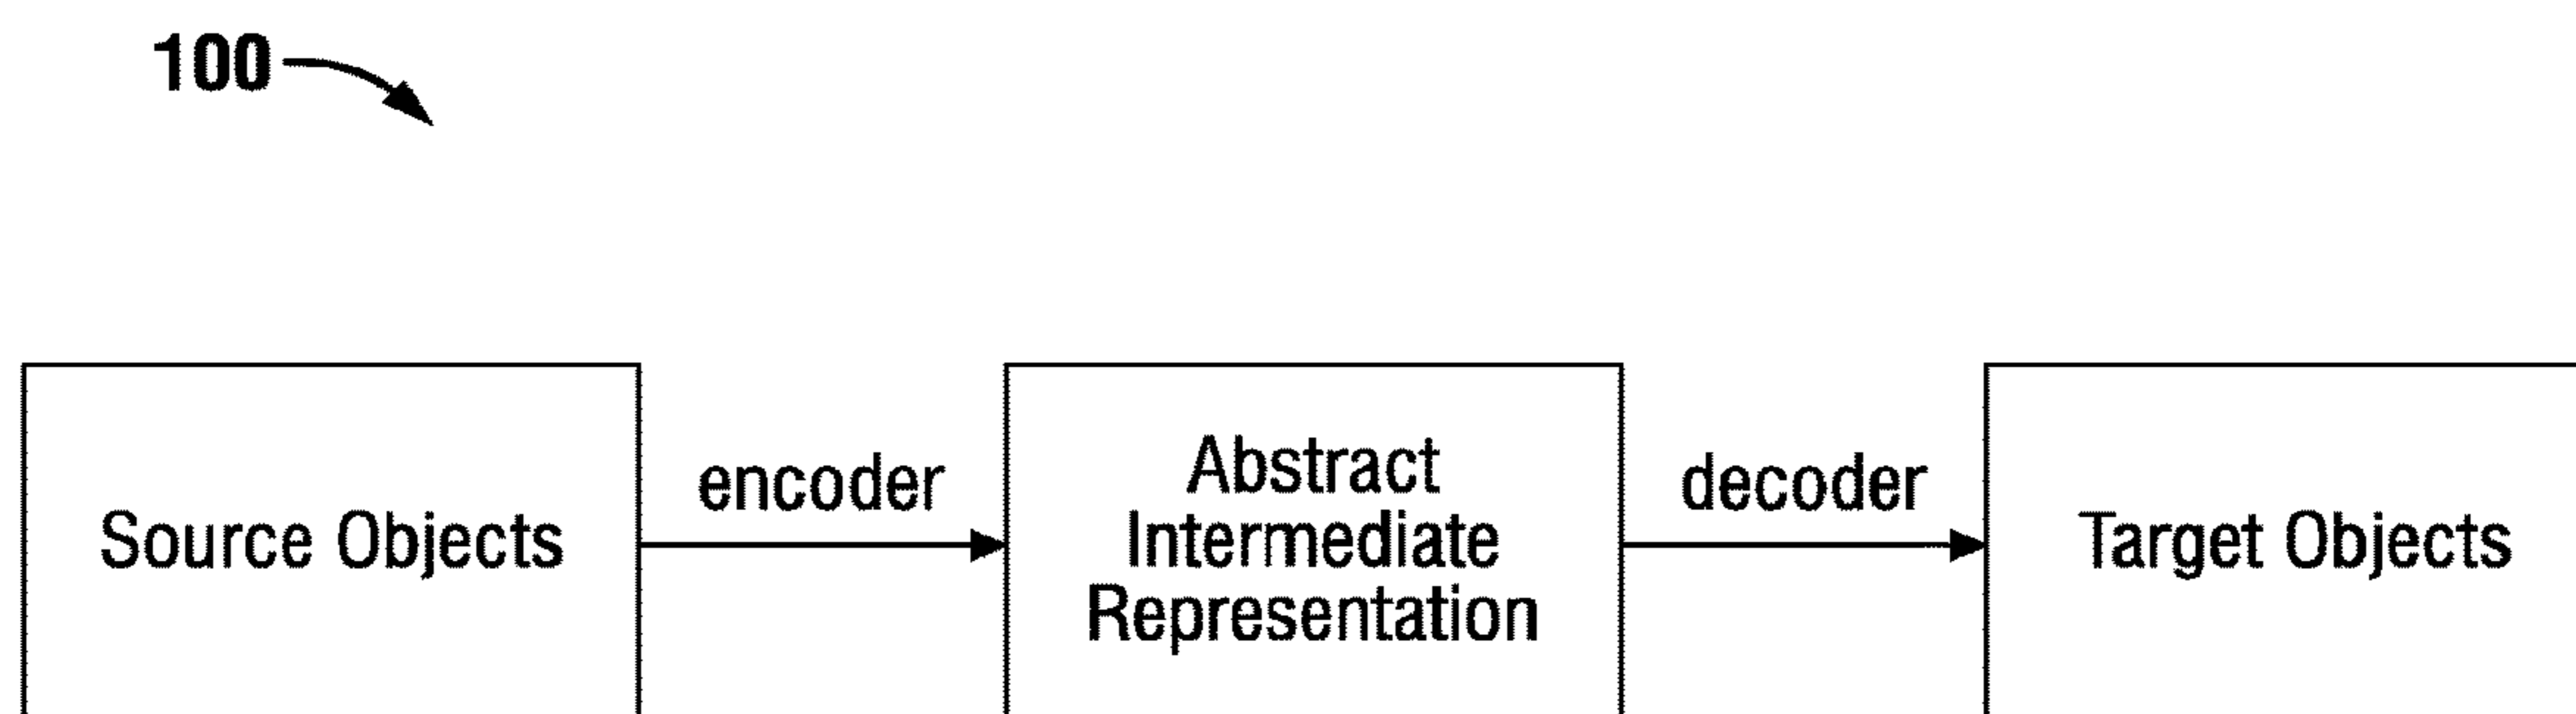 100
Source Objects
encoder
Abstract
Intermediate
Representation
decoder
Target Objects